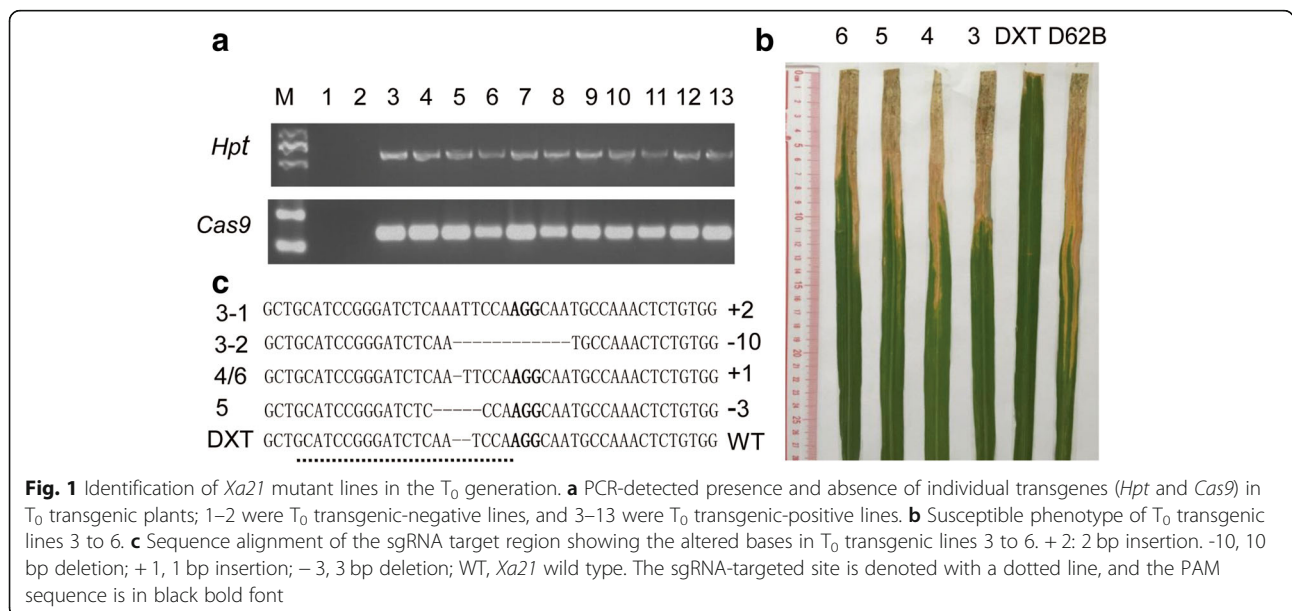 a
M 1 2 3 4 5 6 7 8 9 10 11 12 13
Hpt
Cas9
b
6 5 4 3 DXT D62B
c
3-1 GCTGCATCCGGGATCTCAAATTCCAAGGCAATGCCAAACTCTGTGG +2
3-2 GCTGCATCCGGGATCTCAA------------TGCCAAACTCTGTGG -10
4/6 GCTGCATCCGGGATCTCAA-TTCCAAGGCAATGCCAAACTCTGTGG +1
5 GCTGCATCCGGGATCTC-----CCAAGGCAATGCCAAACTCTGTGG -3
DXT GCTGCATCCGGGATCTCAA--TCCAAGGCAATGCCAAACTCTGTGG WT
Fig. 1 Identification of Xa21 mutant lines in the T0 generation. a PCR-detected presence and absence of individual transgenes (Hpt and Cas9) in
T0 transgenic plants; 1–2 were T0 transgenic-negative lines, and 3–13 were T0 transgenic-positive lines. b Susceptible phenotype of T0 transgenic
lines 3 to 6. c Sequence alignment of the sgRNA target region showing the altered bases in T0 transgenic lines 3 to 6. + 2: 2 bp insertion. -10, 10
bp deletion; + 1, 1 bp insertion; − 3, 3 bp deletion; WT, Xa21 wild type. The sgRNA-targeted site is denoted with a dotted line, and the PAM
sequence is in black bold font